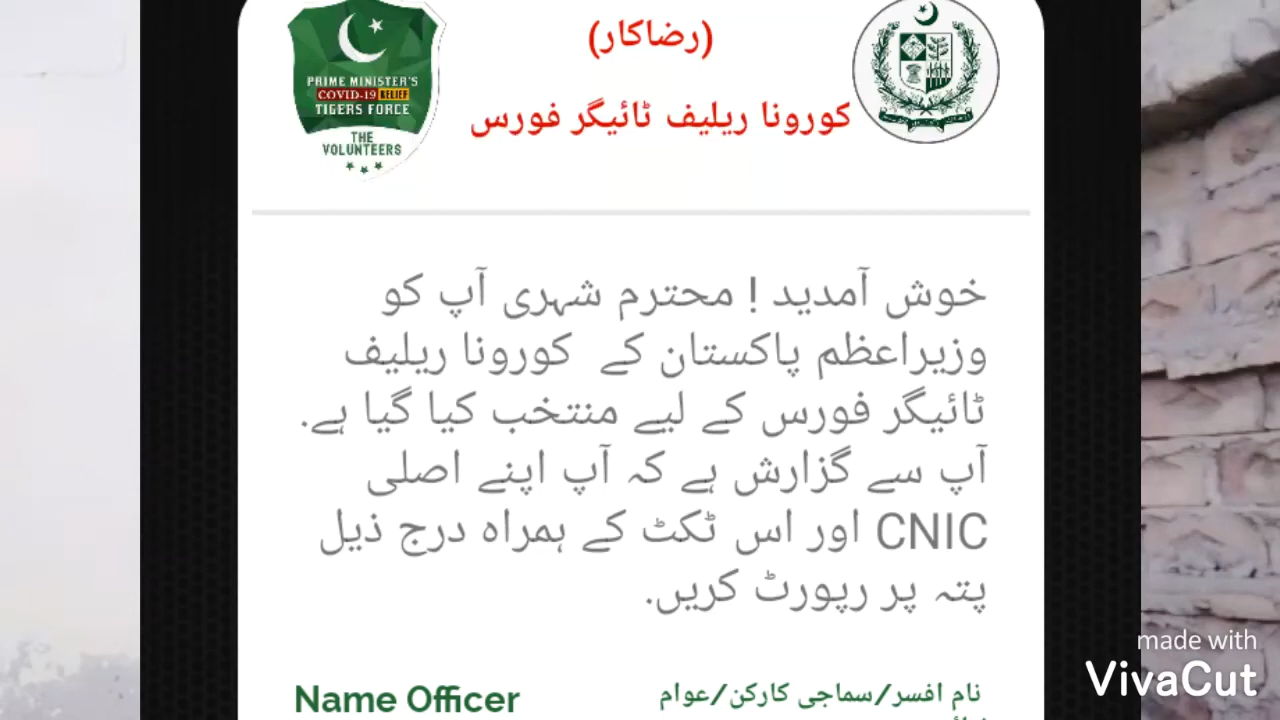 (رضاکار)
PRIME MINISTER'S
COVID-19 RELIEF
TIGERS FORCE
THE
VOLUNTEERS
کورونا ریلیف ٹائیگر فورس
خوش آمدید ! محترم شہری آپ کو
وزیراعظم پاکستان کے کورونا ریلیف
ٹائیگر فورس کے لیے منتخب کیا گیا ہے.
آپ سے گزارش ہے کہ آپ اپنے اصلی
CNIC اور اس ٹکٹ کے ہمراہ درج ذیل
پتہ پر رپورٹ کریں.
Name Officer
نام افسر/سماجی کارکن/عوام
made with
VivaCut